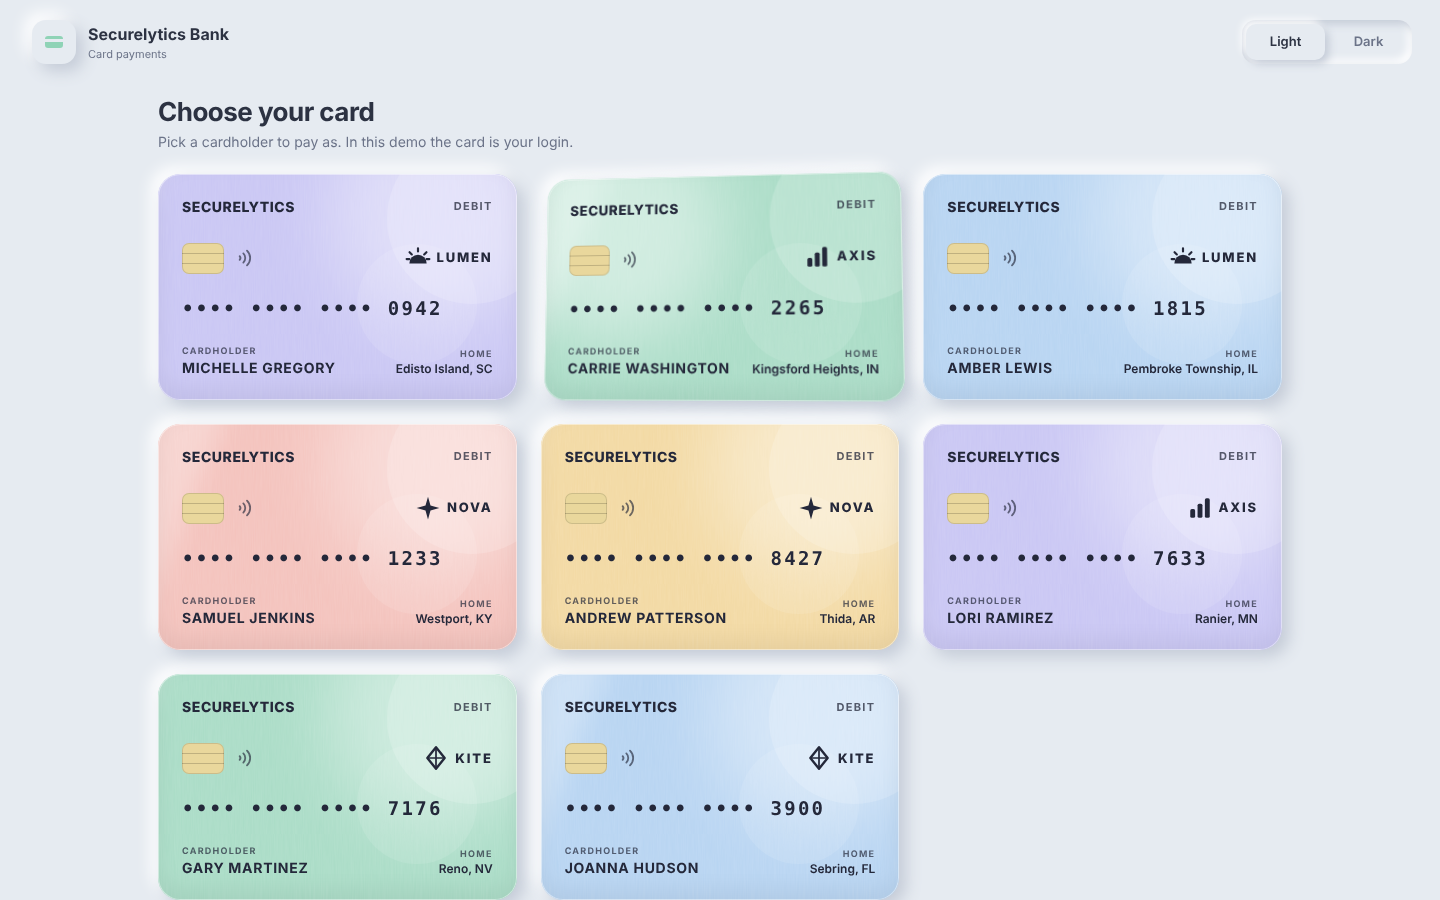 Securelytics Bank
Card payments
Light Dark
Choose your card
Pick a cardholder to pay as. In this demo the card is your login.
SECURELYTICS DEBIT
LUMEN
•••• •••• •••• 0942
CARDHOLDER HOME
MICHELLE GREGORY Edisto Island, SC
SECURELYTICS DEBIT
AXIS
•••• •••• •••• 2265
CARDHOLDER HOME
CARRIE WASHINGTON Kingsford Heights, IN
SECURELYTICS DEBIT
LUMEN
•••• •••• •••• 1815
CARDHOLDER HOME
AMBER LEWIS Pembroke Township, IL
SECURELYTICS DEBIT
NOVA
•••• •••• •••• 1233
CARDHOLDER HOME
SAMUEL JENKINS Westport, KY
SECURELYTICS DEBIT
NOVA
•••• •••• •••• 8427
CARDHOLDER HOME
ANDREW PATTERSON Thida, AR
SECURELYTICS DEBIT
AXIS
•••• •••• •••• 7633
CARDHOLDER HOME
LORI RAMIREZ Ranier, MN
SECURELYTICS DEBIT
KITE
•••• •••• •••• 7176
CARDHOLDER HOME
GARY MARTINEZ Reno, NV
SECURELYTICS DEBIT
KITE
•••• •••• •••• 3900
CARDHOLDER HOME
JOANNA HUDSON Sebring, FL